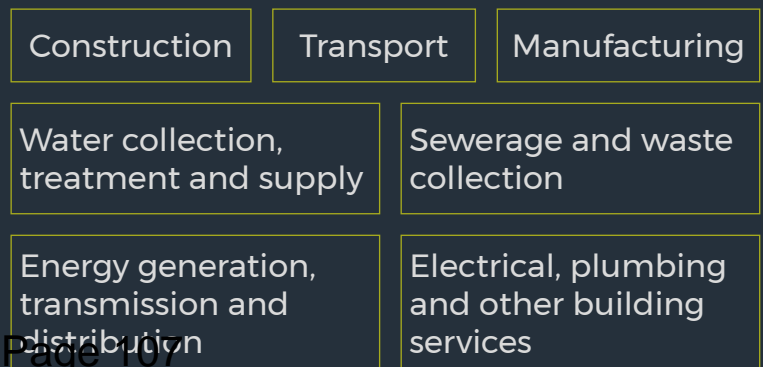 Construction
Transport
Manufacturing
Water collection,
treatment and supply
Sewerage and waste
collection
Energy generation,
transmission and
distribution
Electrical, plumbing
and other building
services
Page 107